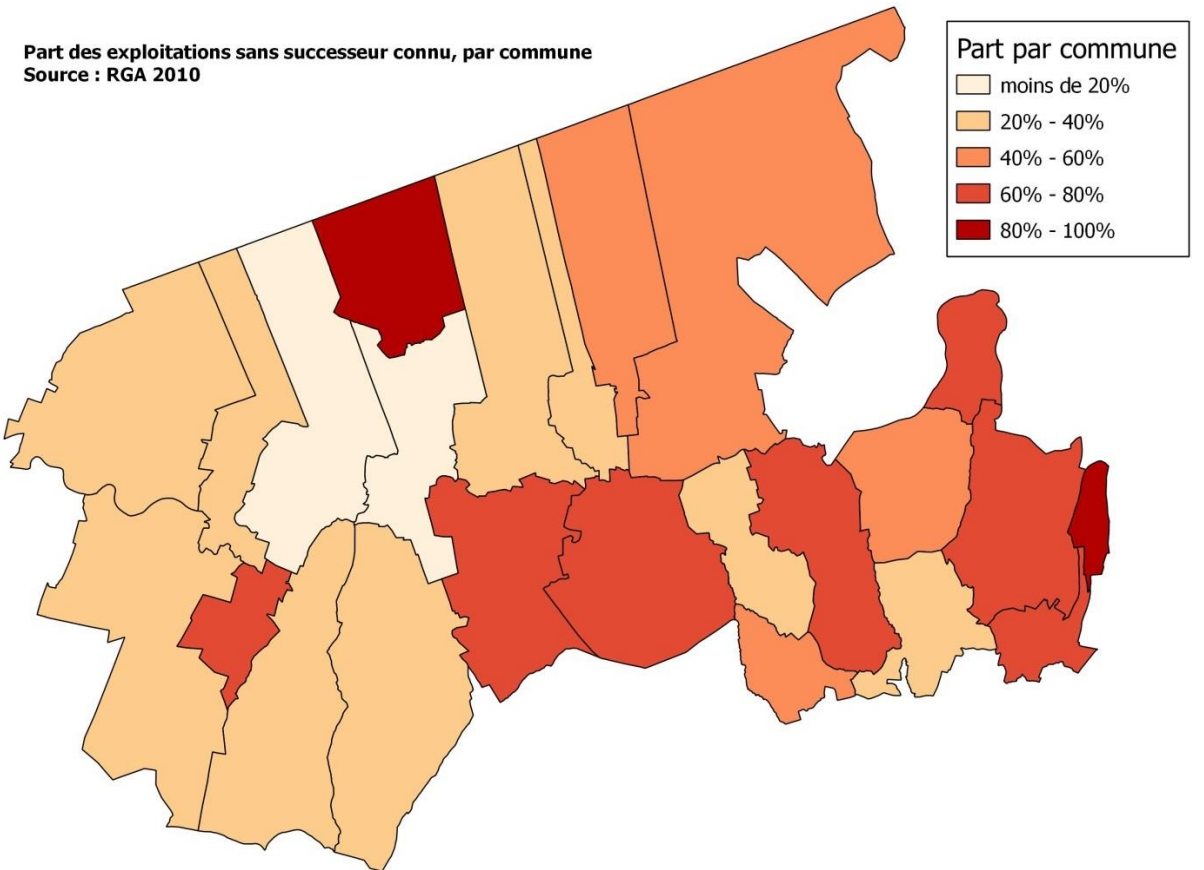 Part des exploitations sans successeur connu, par commune
Source : RGA 2010
Part par commune
moins de 20%
20% - 40%
40% - 60%
60% - 80%
80% - 100%